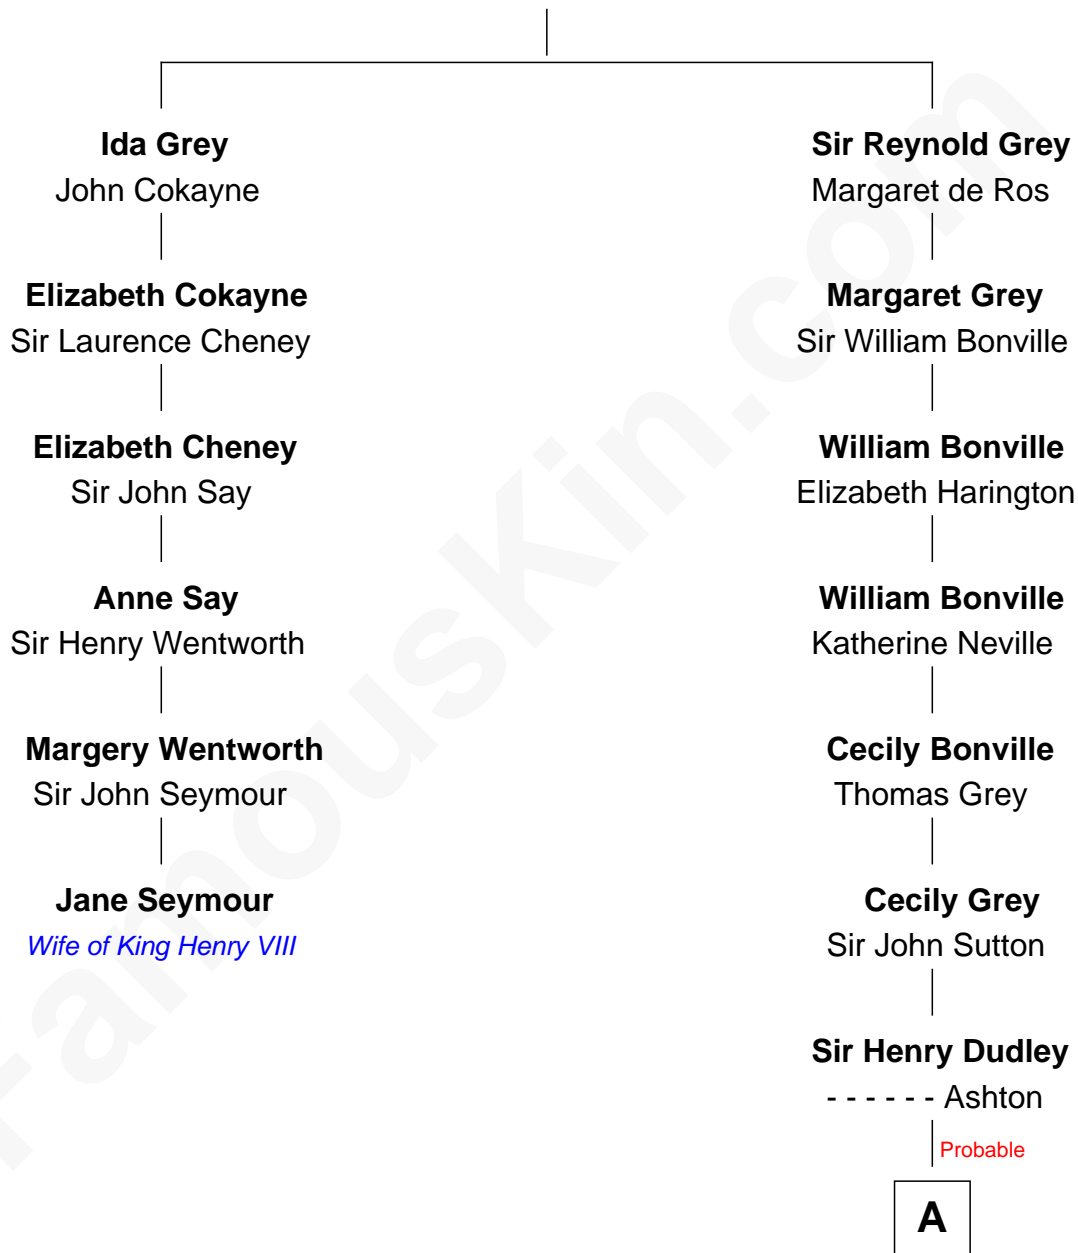 Ida Grey
John Cokayne
Elizabeth Cokayne
Sir Laurence Cheney
Elizabeth Cheney
Sir John Say
Anne Say
Sir Henry Wentworth
Margery Wentworth
Sir John Seymour
Jane Seymour
Wife of King Henry VIII
Sir Reynold Grey
Margaret de Ros
Margaret Grey
Sir William Bonville
William Bonville
Elizabeth Harington
William Bonville
Katherine Neville
Cecily Bonville
Thomas Grey
Cecily Grey
Sir John Sutton
Sir Henry Dudley
- - - - - - Ashton
Probable
A
FamousKin.com